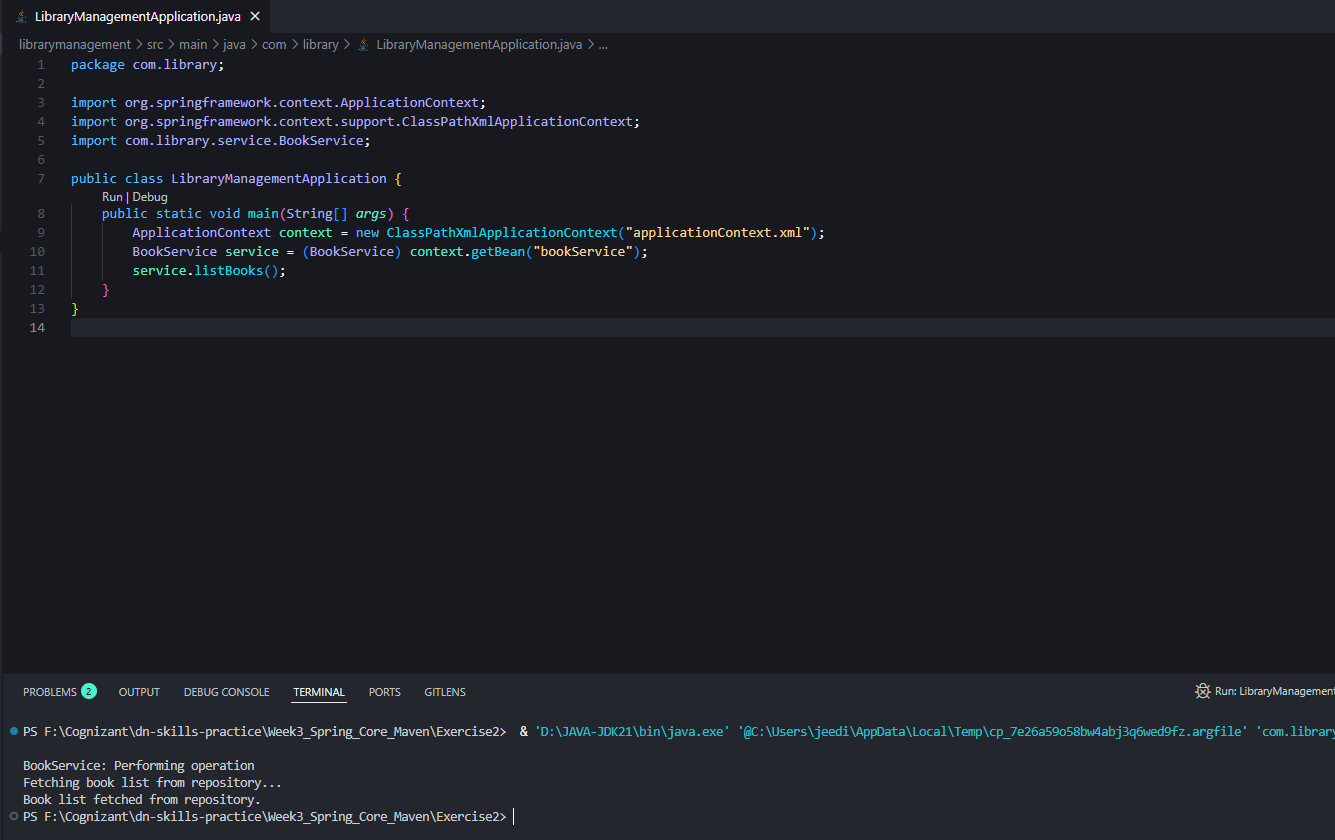 LibraryManagementApplication.java ×
librarymanagement > src > main > java > com > library > LibraryManagementApplication.java > ...
1 package com.library;
2
3 import org.springframework.context.ApplicationContext;
4 import org.springframework.context.support.ClassPathXmlApplicationContext;
5 import com.library.service.BookService;
6
7 public class LibraryManagementApplication {
Run | Debug
8 public static void main(String[] args) {
9 ApplicationContext context = new ClassPathXmlApplicationContext("applicationContext.xml");
10 BookService service = (BookService) context.getBean("bookService");
11 service.listBooks();
12 }
13 }
14
PROBLEMS 2 OUTPUT DEBUG CONSOLE TERMINAL PORTS GITLENS Run: LibraryManagement
PS F:\Cognizant\dn-skills-practice\Week3_Spring_Core_Maven\Exercise2> & 'D:\JAVA-JDK21\bin\java.exe' '@C:\Users\jeedi\AppData\Local\Temp\cp_7e26a59o58bw4abj3q6wed9fz.argfile' 'com.library
BookService: Performing operation
Fetching book list from repository...
Book list fetched from repository.
PS F:\Cognizant\dn-skills-practice\Week3_Spring_Core_Maven\Exercise2>